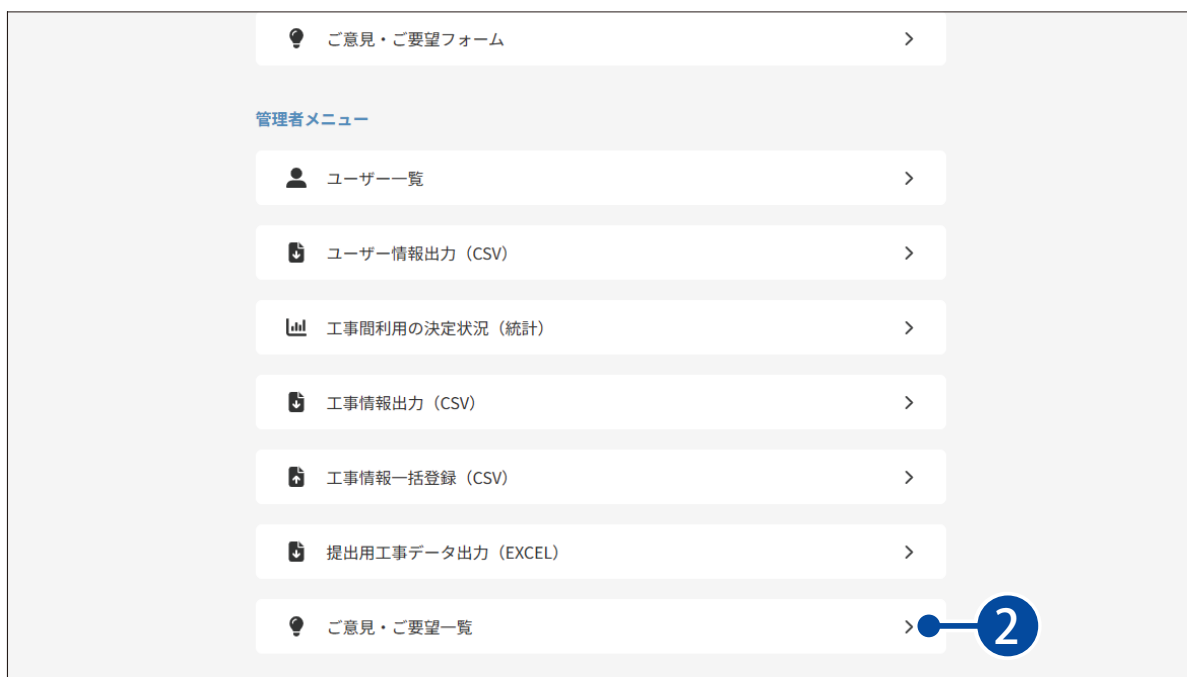 ご意見・ご要望フォーム
管理者メニュー
ユーザー一覧
ユーザー情報出力（CSV）
工事間利用の決定状況（統計）
工事情報出力（CSV）
工事情報一括登録（CSV）
提出用工事データ出力（EXCEL）
ご意見・ご要望一覧
2